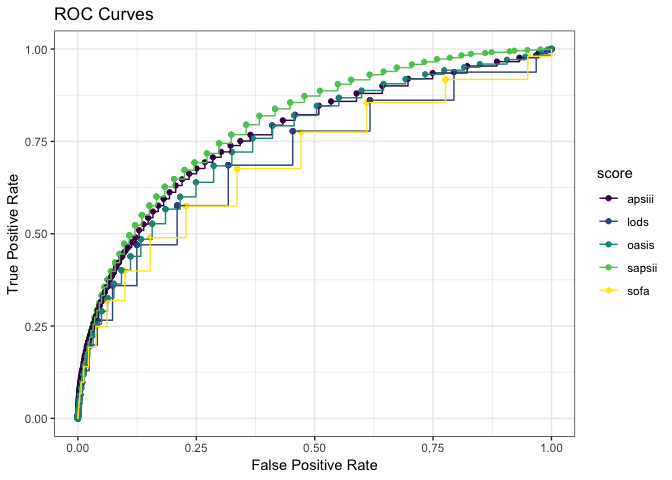 ROC Curves
True Positive Rate
1.00
0.75
0.50
0.25
0.00
0.00 0.25 0.50 0.75 1.00
False Positive Rate
score
apsiii
lods
oasis
sapsii
sofa